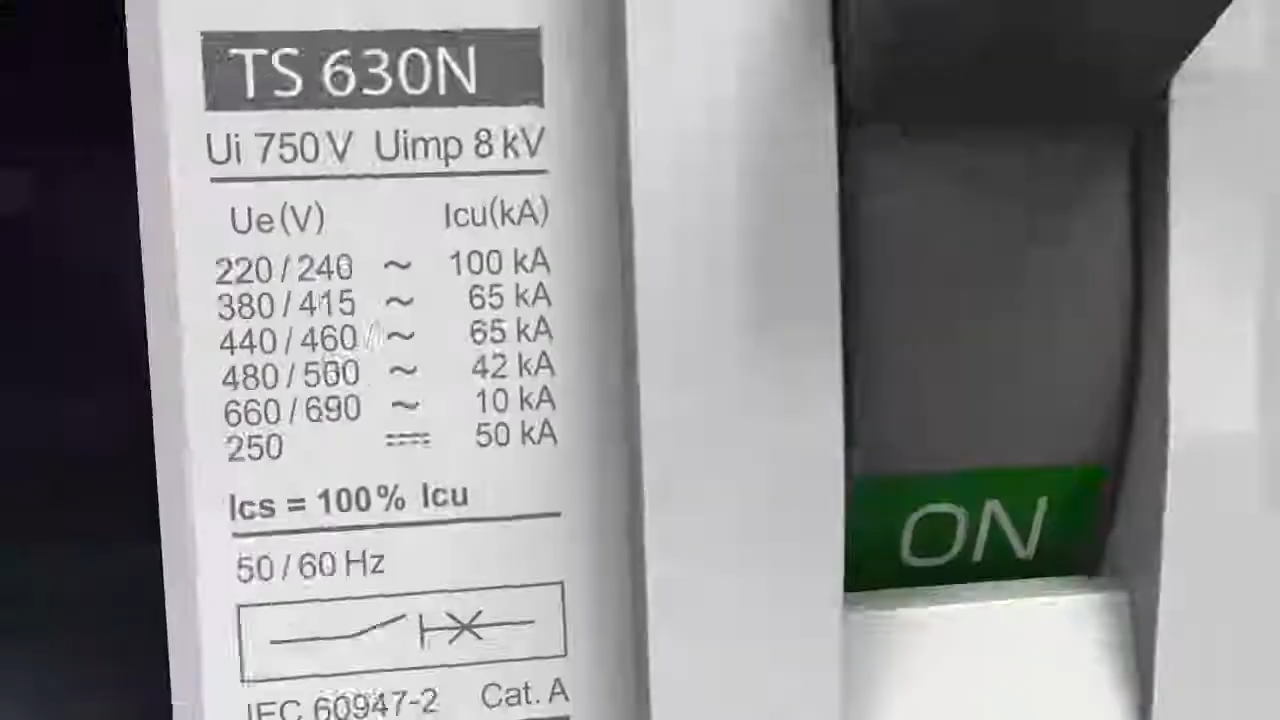 TS 630N
Ui 750V Uimp 8 kV
Ue(V) Icu(kA)
220/240 ~ 100 kA
380/415 ~ 65 kA
440/460 ~ 65 kA
480/500 ~ 42 kA
660/690 ~ 10 kA
250 ⎓ 50 kA
Ics = 100% Icu
50/60 Hz
IEC 60947-2 Cat. A
ON